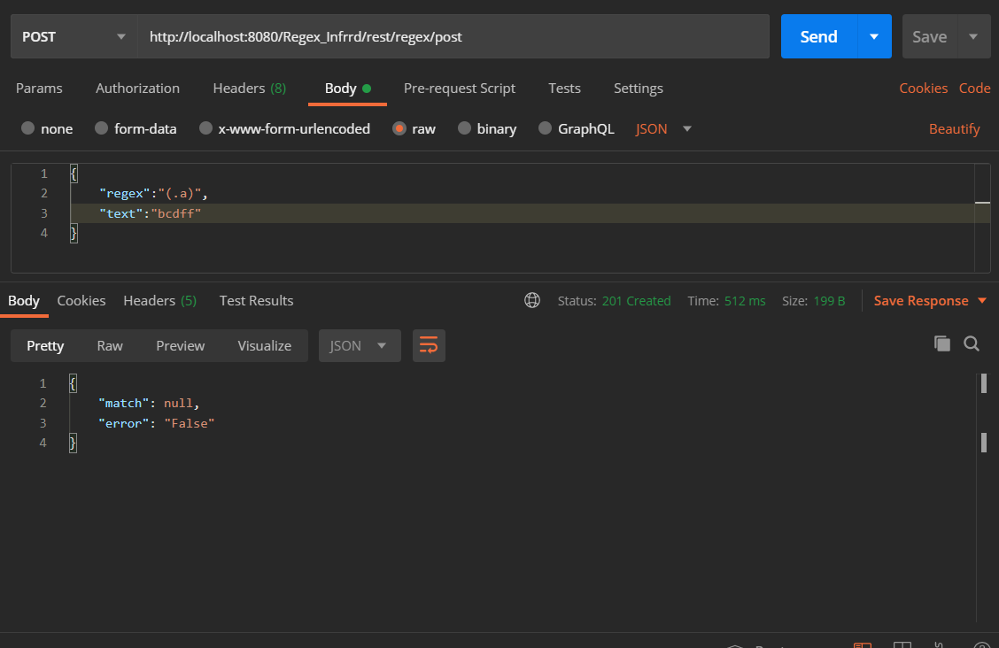 POST http://localhost:8080/Regex_Infrrd/rest/regex/post Send Save
Params Authorization Headers (8) Body Pre-request Script Tests Settings Cookies Code
none form-data x-www-form-urlencoded raw binary GraphQL JSON Beautify
1 {
2 "regex":"(.a)",
3 "text":"bcdff"
4 }
Body Cookies Headers (5) Test Results Status: 201 Created Time: 512 ms Size: 199 B Save Response
Pretty Raw Preview Visualize JSON
1 {
2 "match": null,
3 "error": "False"
4 }